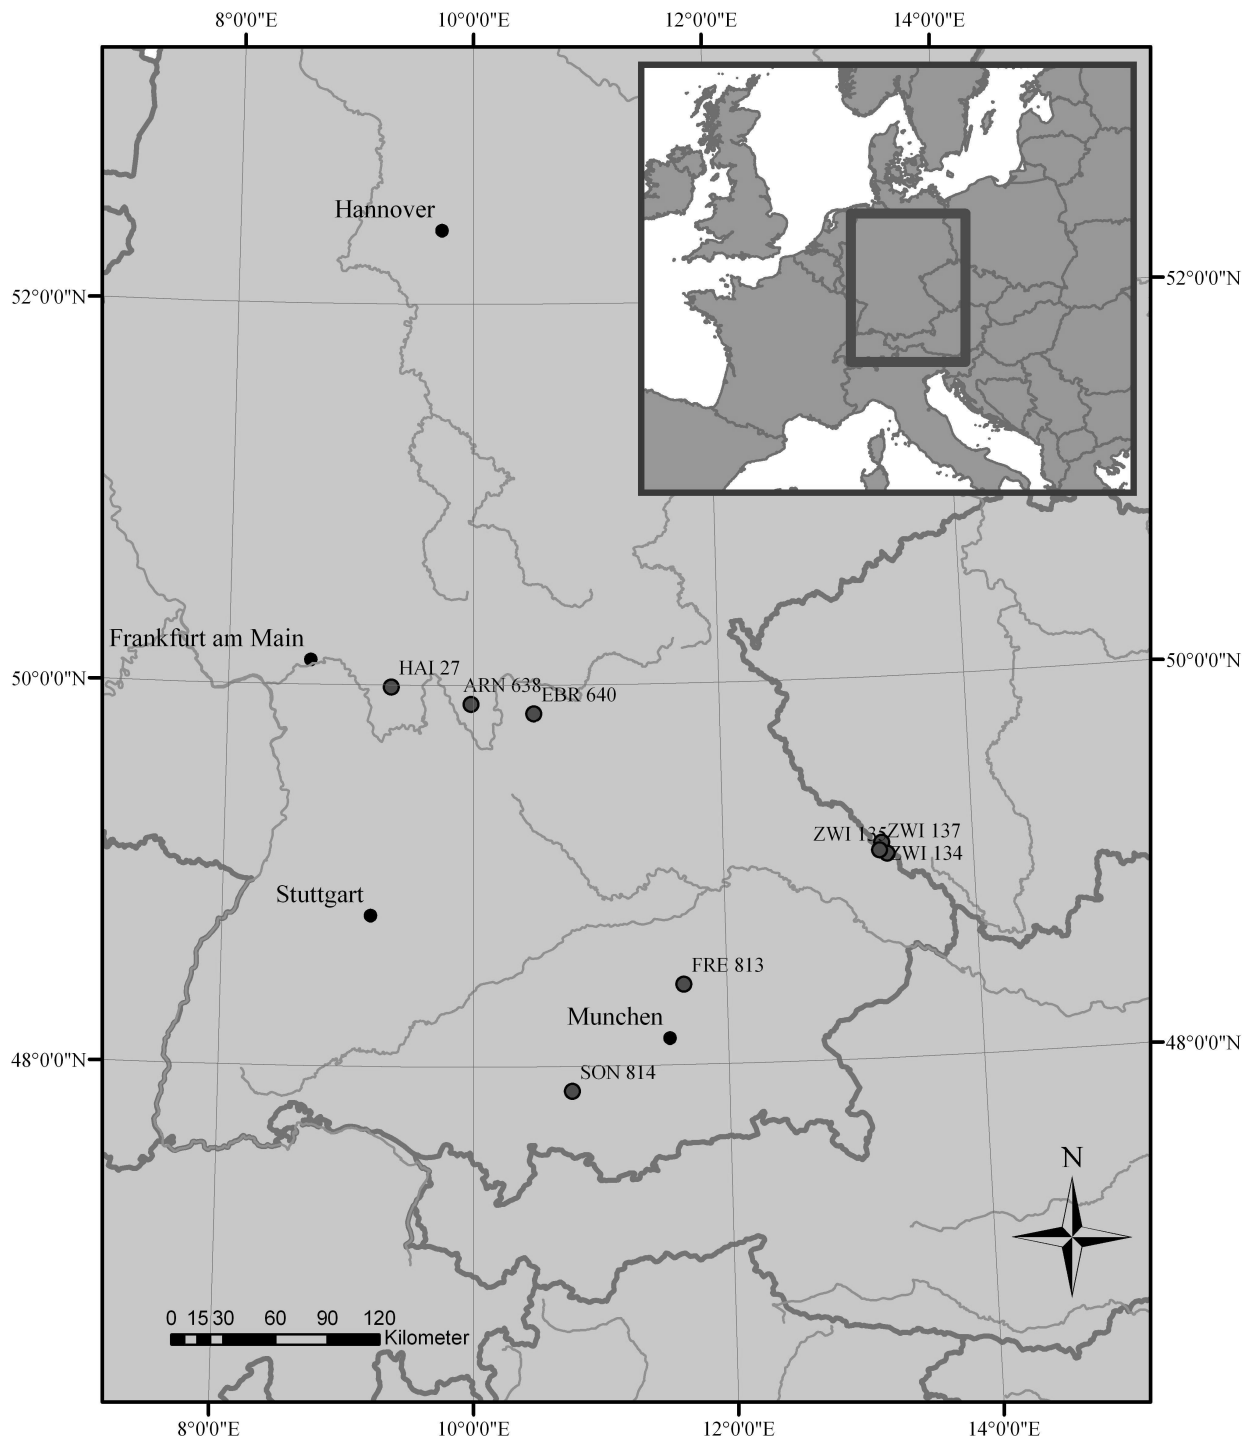 8°0'0"E 10°0'0"E 12°0'0"E 14°0'0"E
Hannover
52°0'0"N 52°0'0"N
Frankfurt am Main
HAI 27
50°0'0"N 50°0'0"N
ARN 638
EBR 640
ZWI 135 ZWI 137
ZWI 134
Stuttgart
FRE 813
Munchen
48°0'0"N 48°0'0"N
SON 814
N
0 15 30 60 90 120
Kilometer
8°0'0"E 10°0'0"E 12°0'0"E 14°0'0"E